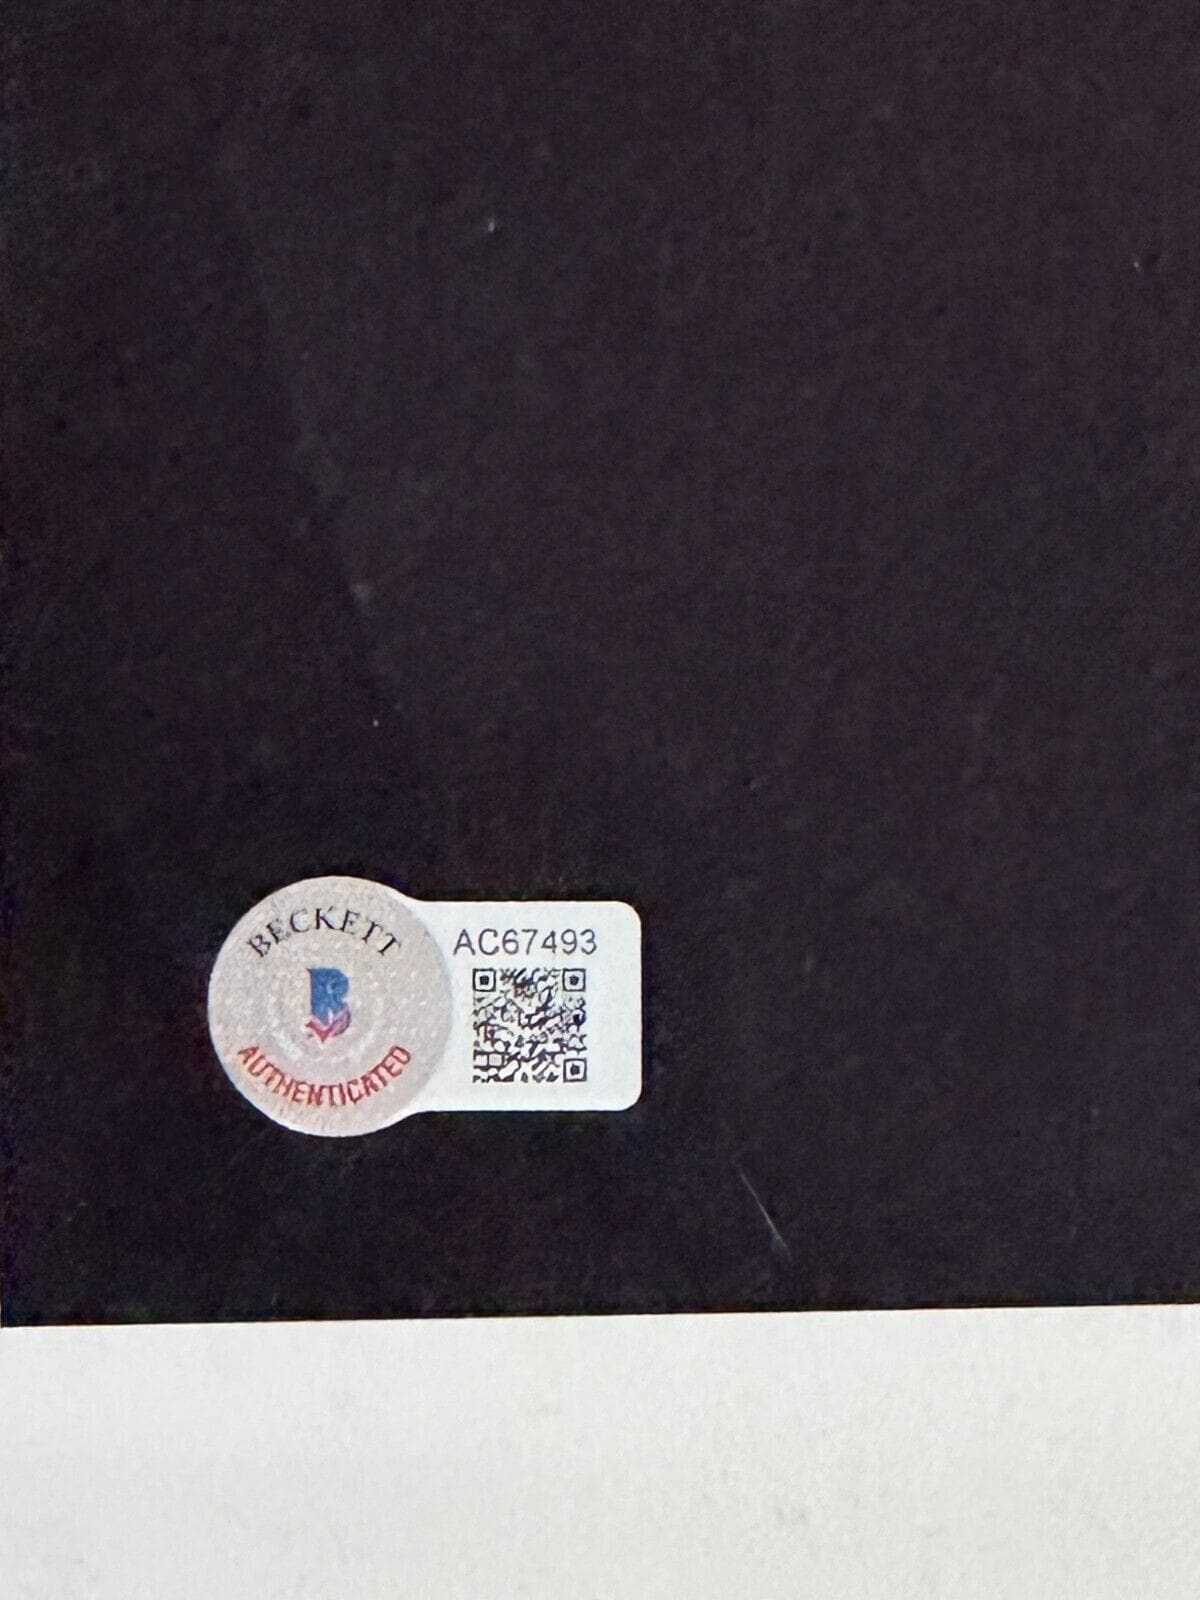 BECKETT
B
AUTHENTICATED
AC67493